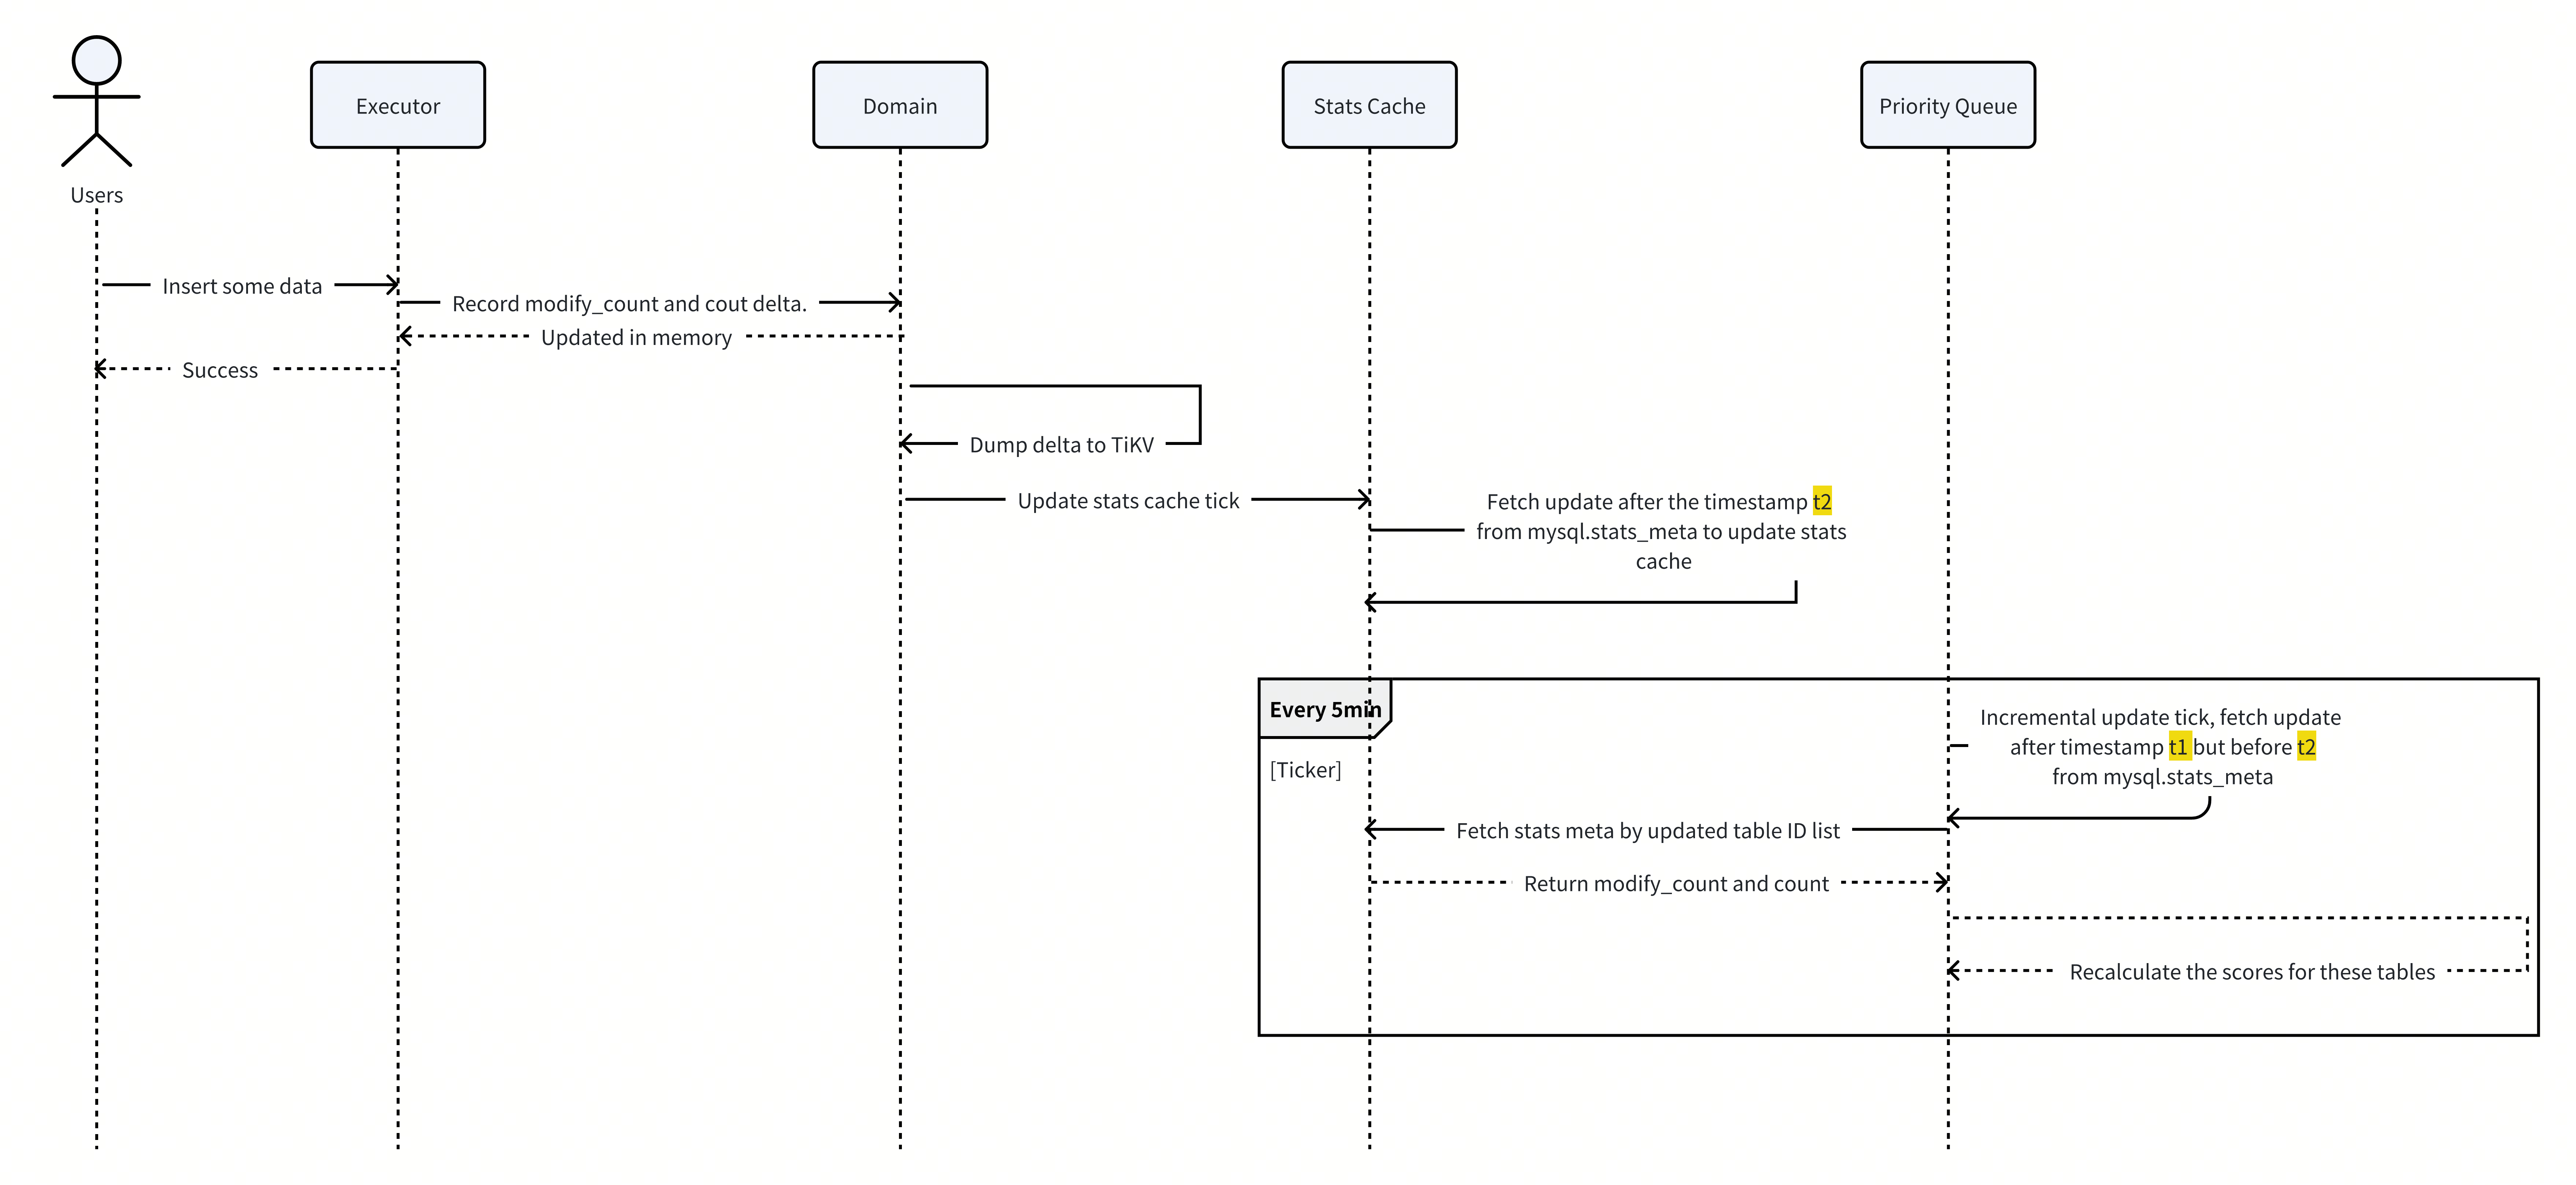 Users
Executor
Domain
Stats Cache
Priority Queue
Insert some data
Record modify_count and cout delta.
Updated in memory
Success
Dump delta to TiKV
Update stats cache tick
Fetch update after the timestamp t2
from mysql.stats_meta to update stats
cache
Every 5min
[Ticker]
Incremental update tick, fetch update
after timestamp t1 but before t2
from mysql.stats_meta
Fetch stats meta by updated table ID list
Return modify_count and count
Recalculate the scores for these tables